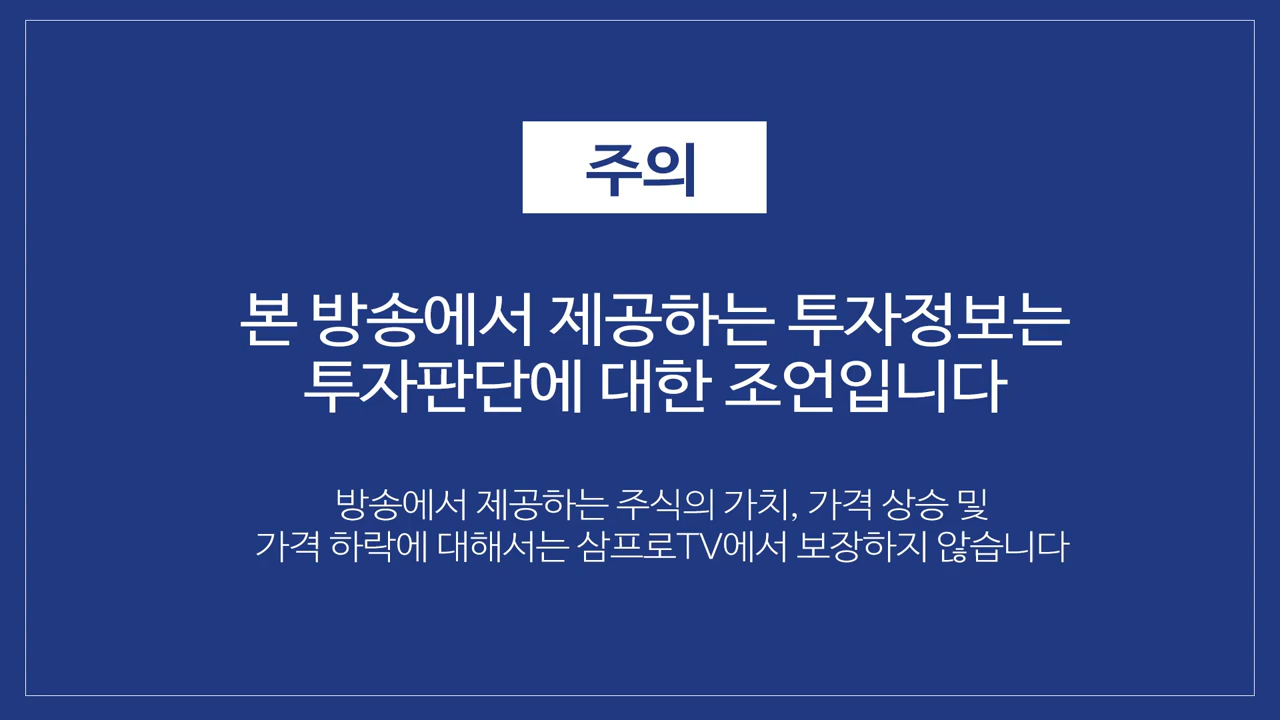 주의
본 방송에서 제공하는 투자정보는
투자판단에 대한 조언입니다
방송에서 제공하는 주식의 가치, 가격 상승 및
가격 하락에 대해서는 삼프로TV에서 보장하지 않습니다